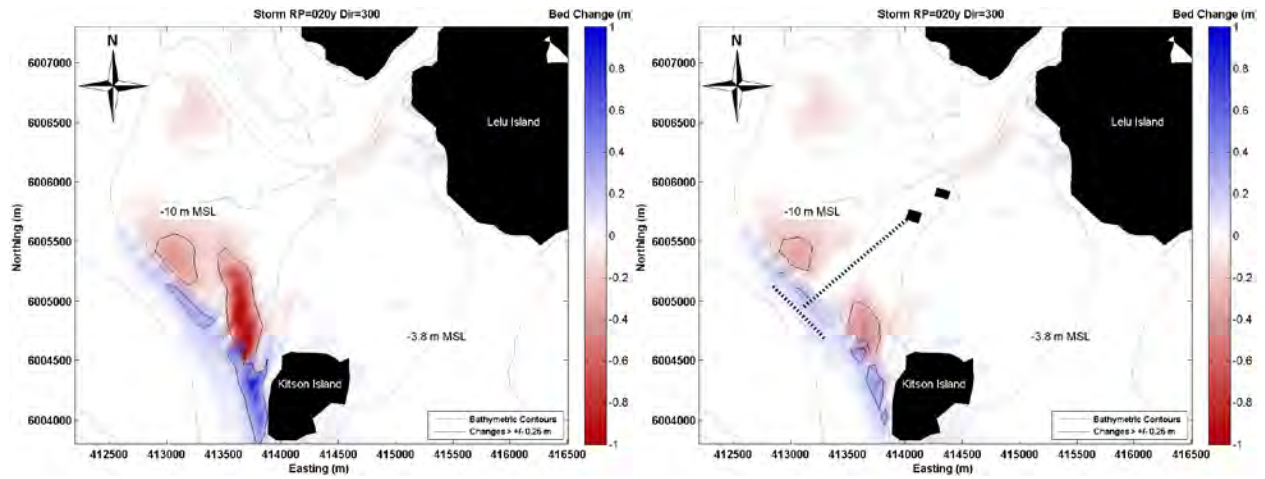 Storm RP=020y Dir=300
Bed Change (m)
N
6007000
6006500
6006000
6005500
6005000
6004500
6004000
Northing (m)
Lelu Island
-10 m MSL
-3.8 m MSL
Kitson Island
Bathymetric Contours
Changes > +/- 0.25 m
412500 413000 413500 414000 414500 415000 415500 416000 416500
Easting (m)
0.8
0.6
0.4
0.2
0
-0.2
-0.4
-0.6
-0.8
-1
Storm RP=020y Dir=300
Bed Change (m
N
6007000
6006500
6006000
6005500
6005000
6004500
6004000
Northing (m)
Lelu Island
-10 m MSL
-3.8 m MSL
Kitson Island
Bathymetric Contours
Changes > +/- 0.25 m
412500 413000 413500 414000 414500 415000 415500 416000 416500
Easting (m)
1
0.8
0.6
0.4
0.2
0
-0.2
-0.4
-0.6
-0.8
-1